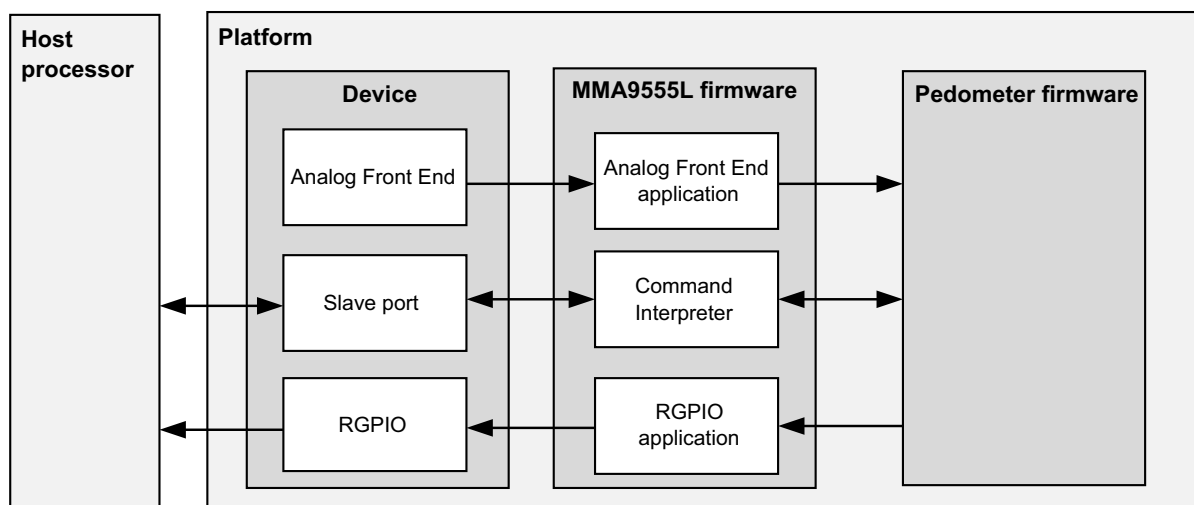 Host
processor
Platform
Device
MMA9555L firmware
Pedometer firmware
Analog Front End
Analog Front End
application
Slave port
Command
Interpreter
RGPIO
RGPIO
application